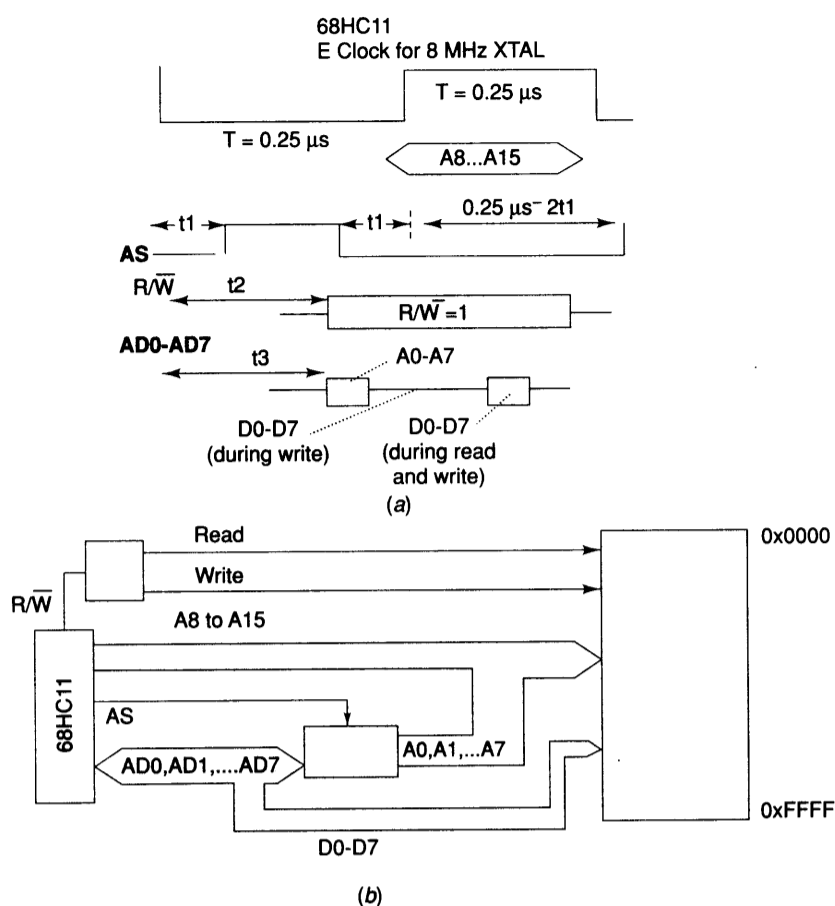 68HC11
E Clock for 8 MHz XTAL
T = 0.25 μs
T = 0.25 μs
A8...A15
t1
t1
0.25 μs⁻ 2t1
AS
R/W̅
t2
R/W̅=1
AD0-AD7
t3
A0-A7
D0-D7
(during write)
D0-D7
(during read
and write)
(a)
Read
0x0000
Write
R/W̅
A8 to A15
68HC11
AS
A0,A1,...A7
AD0,AD1,....AD7
0xFFFF
D0-D7
(b)